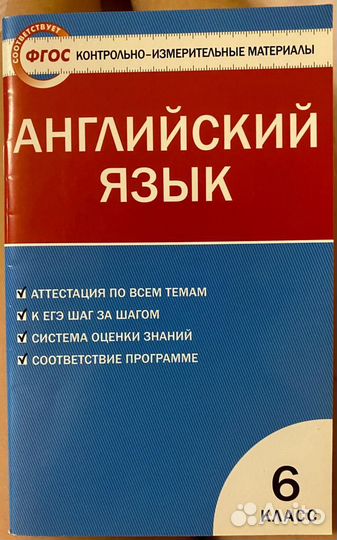 СООТВЕТСТВУЕТ
ФГОС
КОНТРОЛЬНО-ИЗМЕРИТЕЛЬНЫЕ МАТЕРИАЛЫ
АНГЛИЙСКИЙ
ЯЗЫК
АТТЕСТАЦИЯ ПО ВСЕМ ТЕМАМ
К ЕГЭ ШАГ ЗА ШАГОМ
СИСТЕМА ОЦЕНКИ ЗНАНИЙ
СООТВЕТСТВИЕ ПРОГРАММЕ
6
КЛАСС
Avito